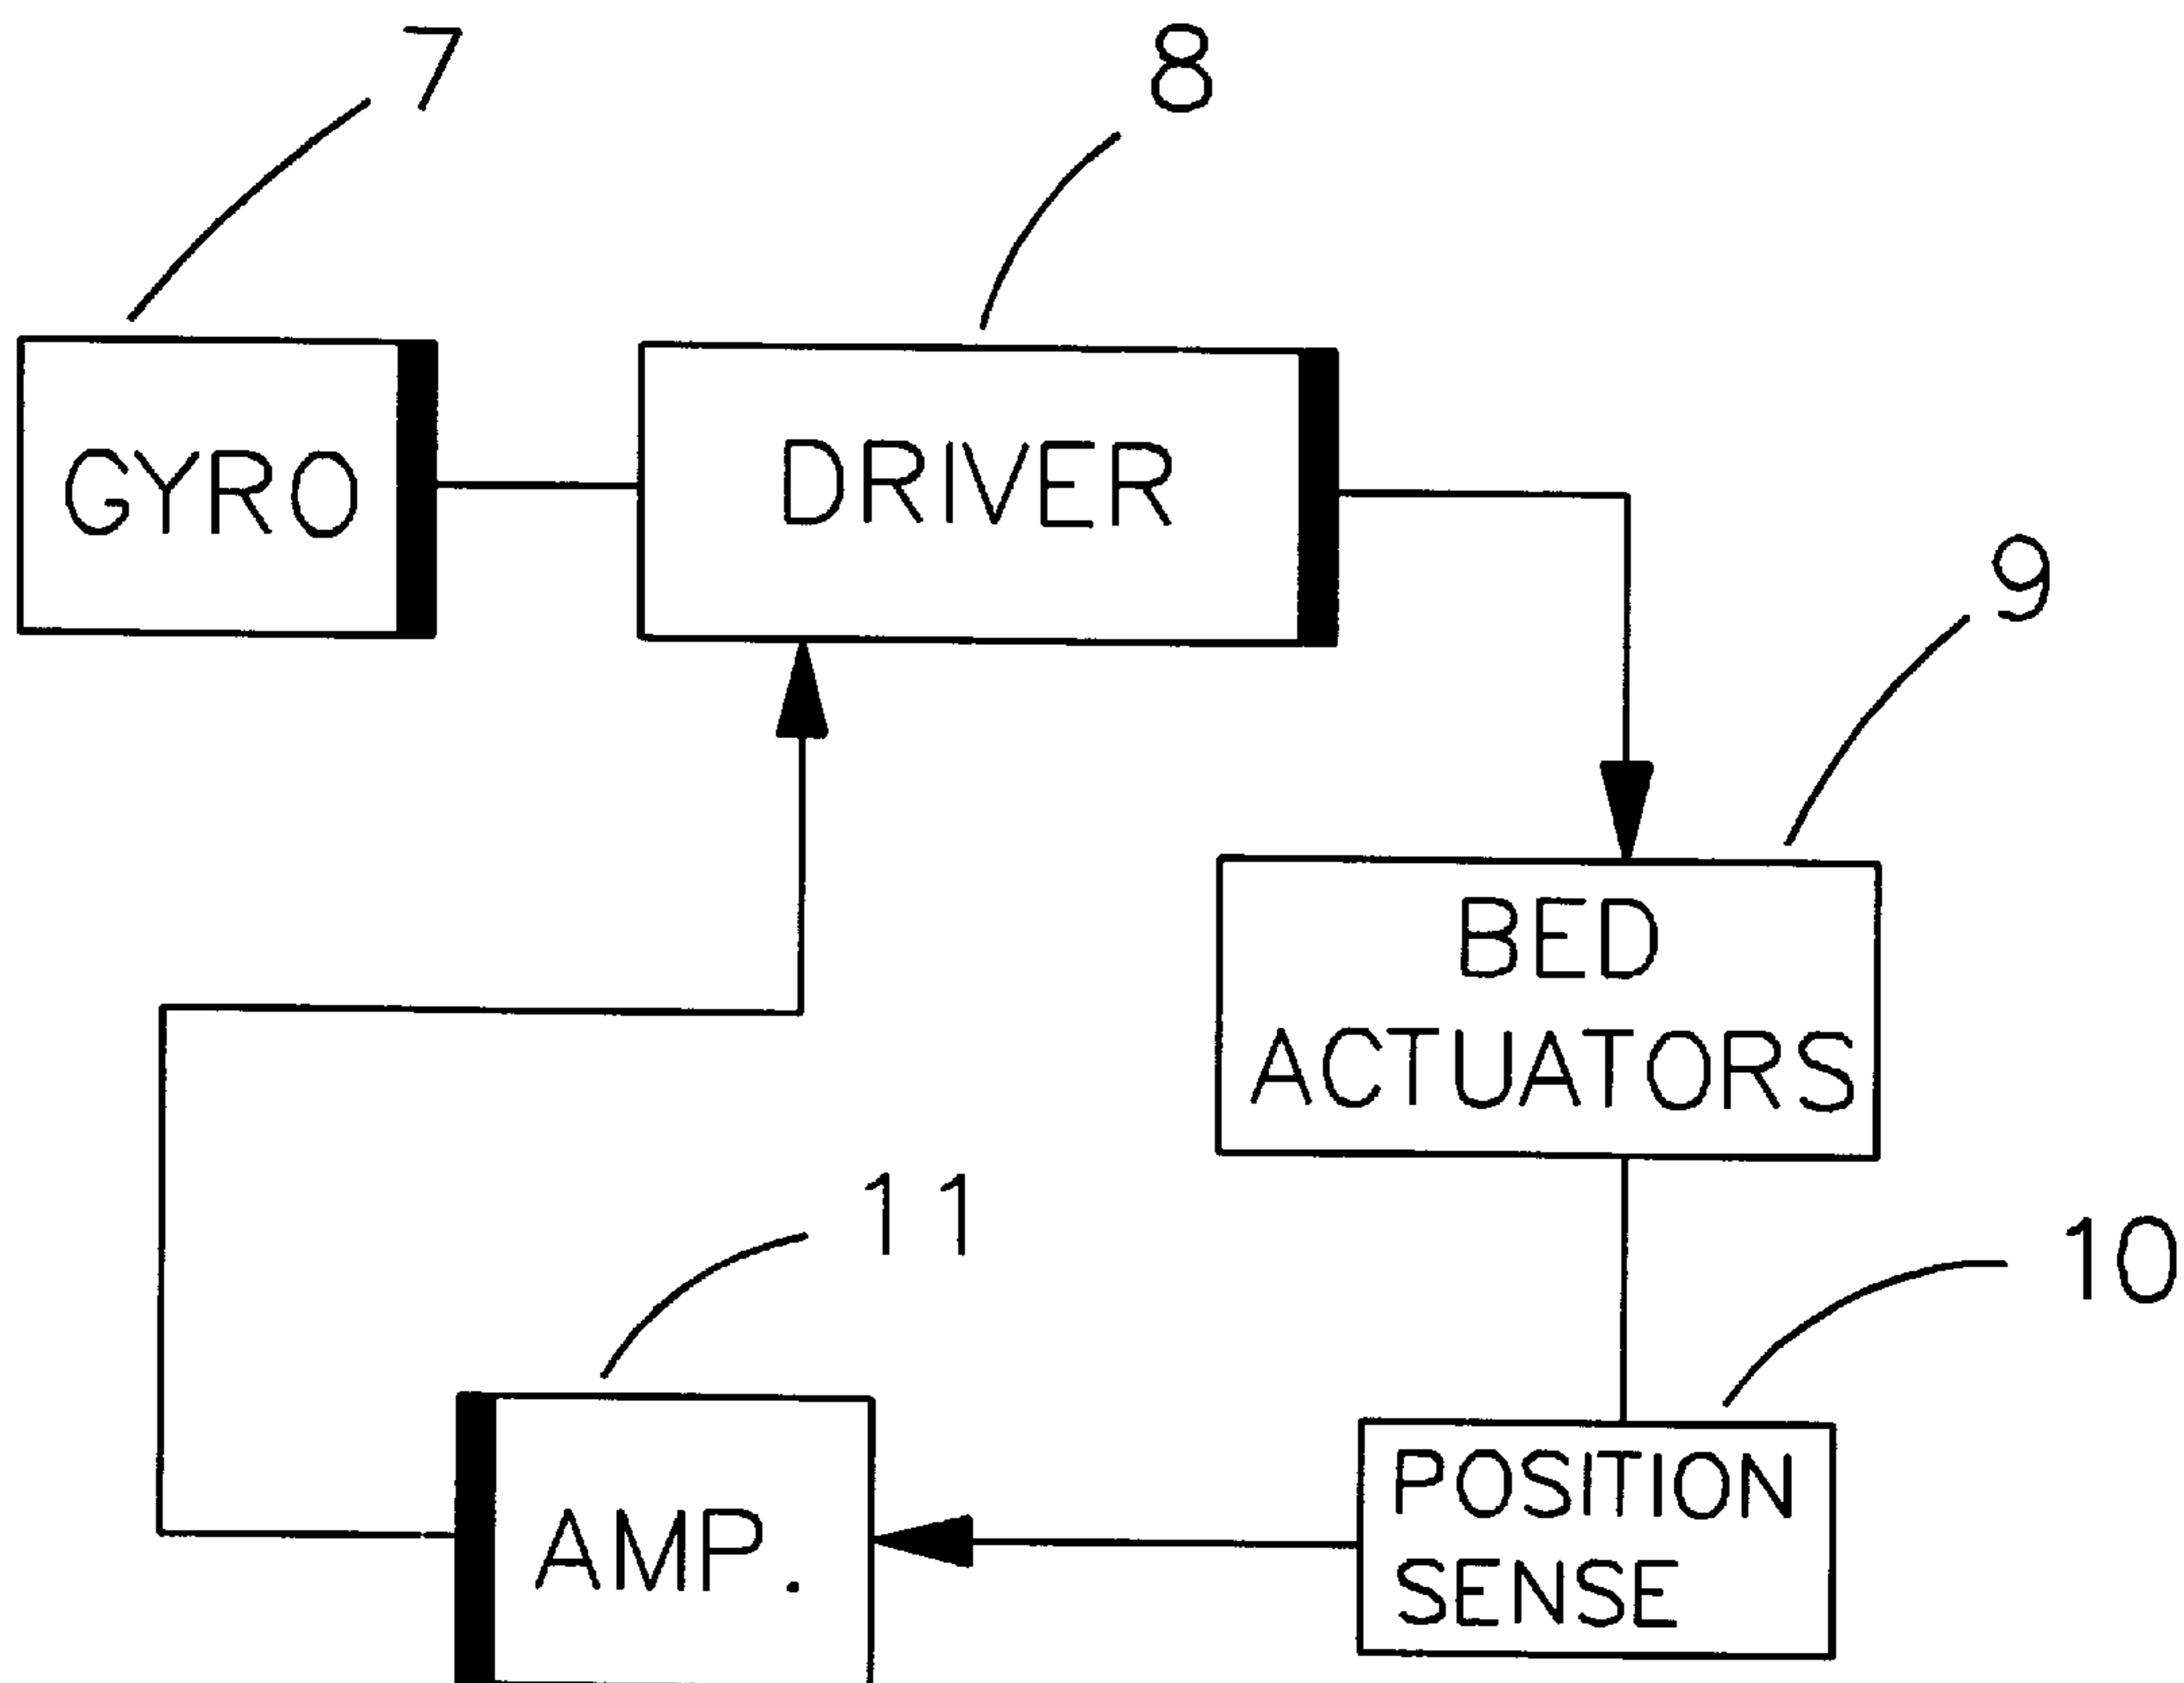 7
8
GYRO
DRIVER
9
BED
ACTUATORS
11
10
AMP.
POSITION
SENSE